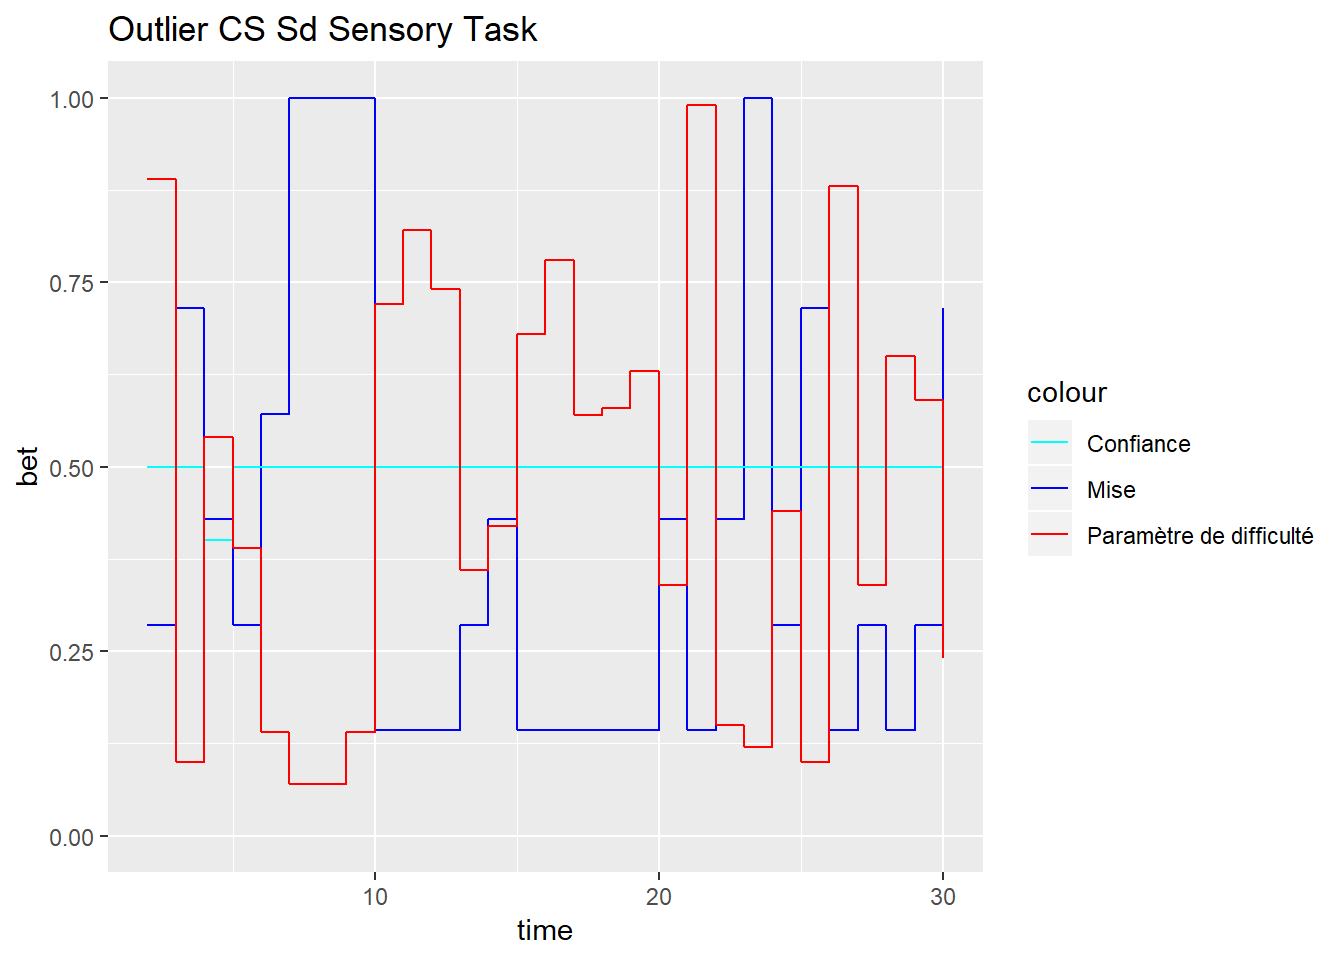 Outlier CS Sd Sensory Task
1.00
0.75
0.50
0.25
0.00
bet
10
20
30
time
colour
Confiance
Mise
Paramètre de difficulté